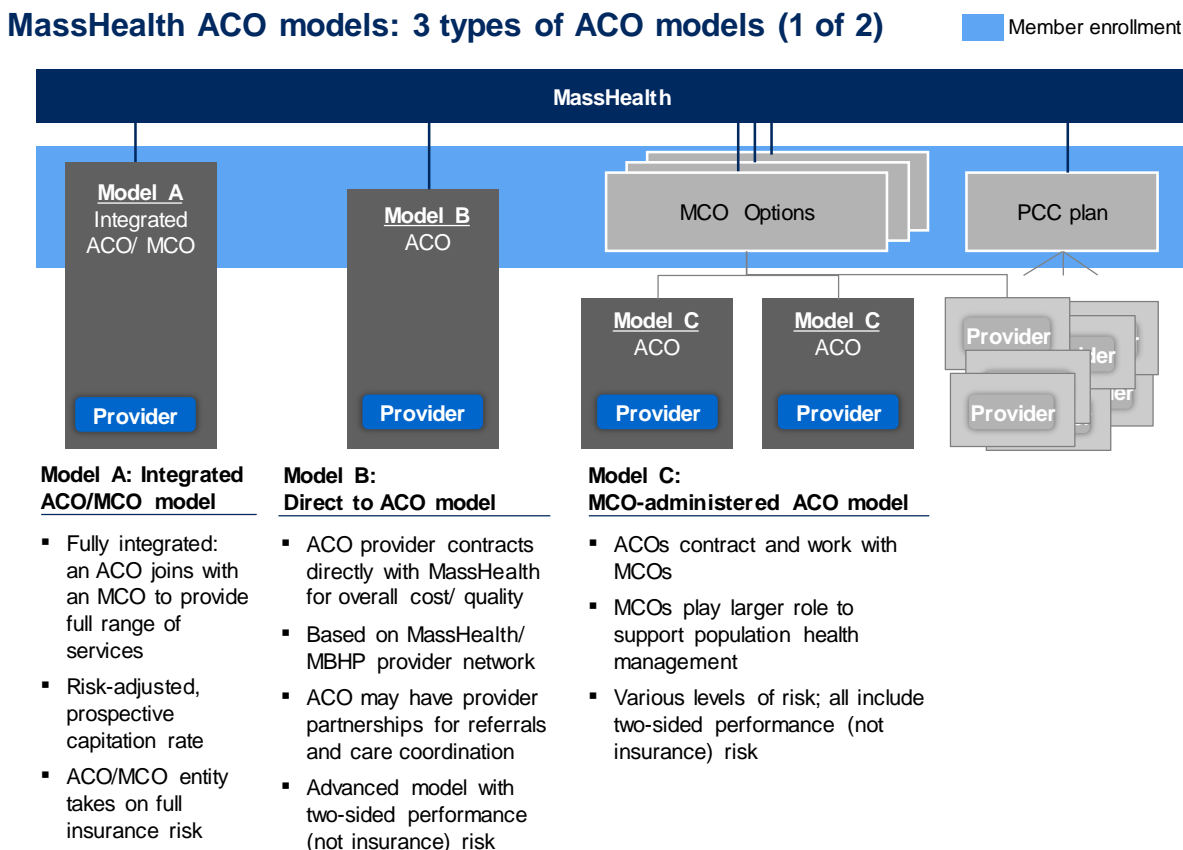 MassHealth ACO models: 3 types of ACO models (1 of 2)
Member enrollment
MassHealth
Model A
Integrated
ACO/ MCO
Provider
Model B
ACO
Provider
MCO Options
PCC plan
Model C
ACO
Provider
Model C
ACO
Provider
Provider
Provider
Model A: Integrated
ACO/MCO model
▪ Fully integrated:
an ACO joins with
an MCO to provide
full range of
services
▪ Risk-adjusted,
prospective
capitation rate
▪ ACO/MCO entity
takes on full
insurance risk
Model B:
Direct to ACO model
▪ ACO provider contracts
directly with MassHealth
for overall cost/ quality
▪ Based on MassHealth/
MBHP provider network
▪ ACO may have provider
partnerships for referrals
and care coordination
▪ Advanced model with
two-sided performance
(not insurance) risk
Model C:
MCO-administered ACO model
▪ ACOs contract and work with
MCOs
▪ MCOs play larger role to
support population health
management
▪ Various levels of risk; all include
two-sided performance (not
insurance) risk